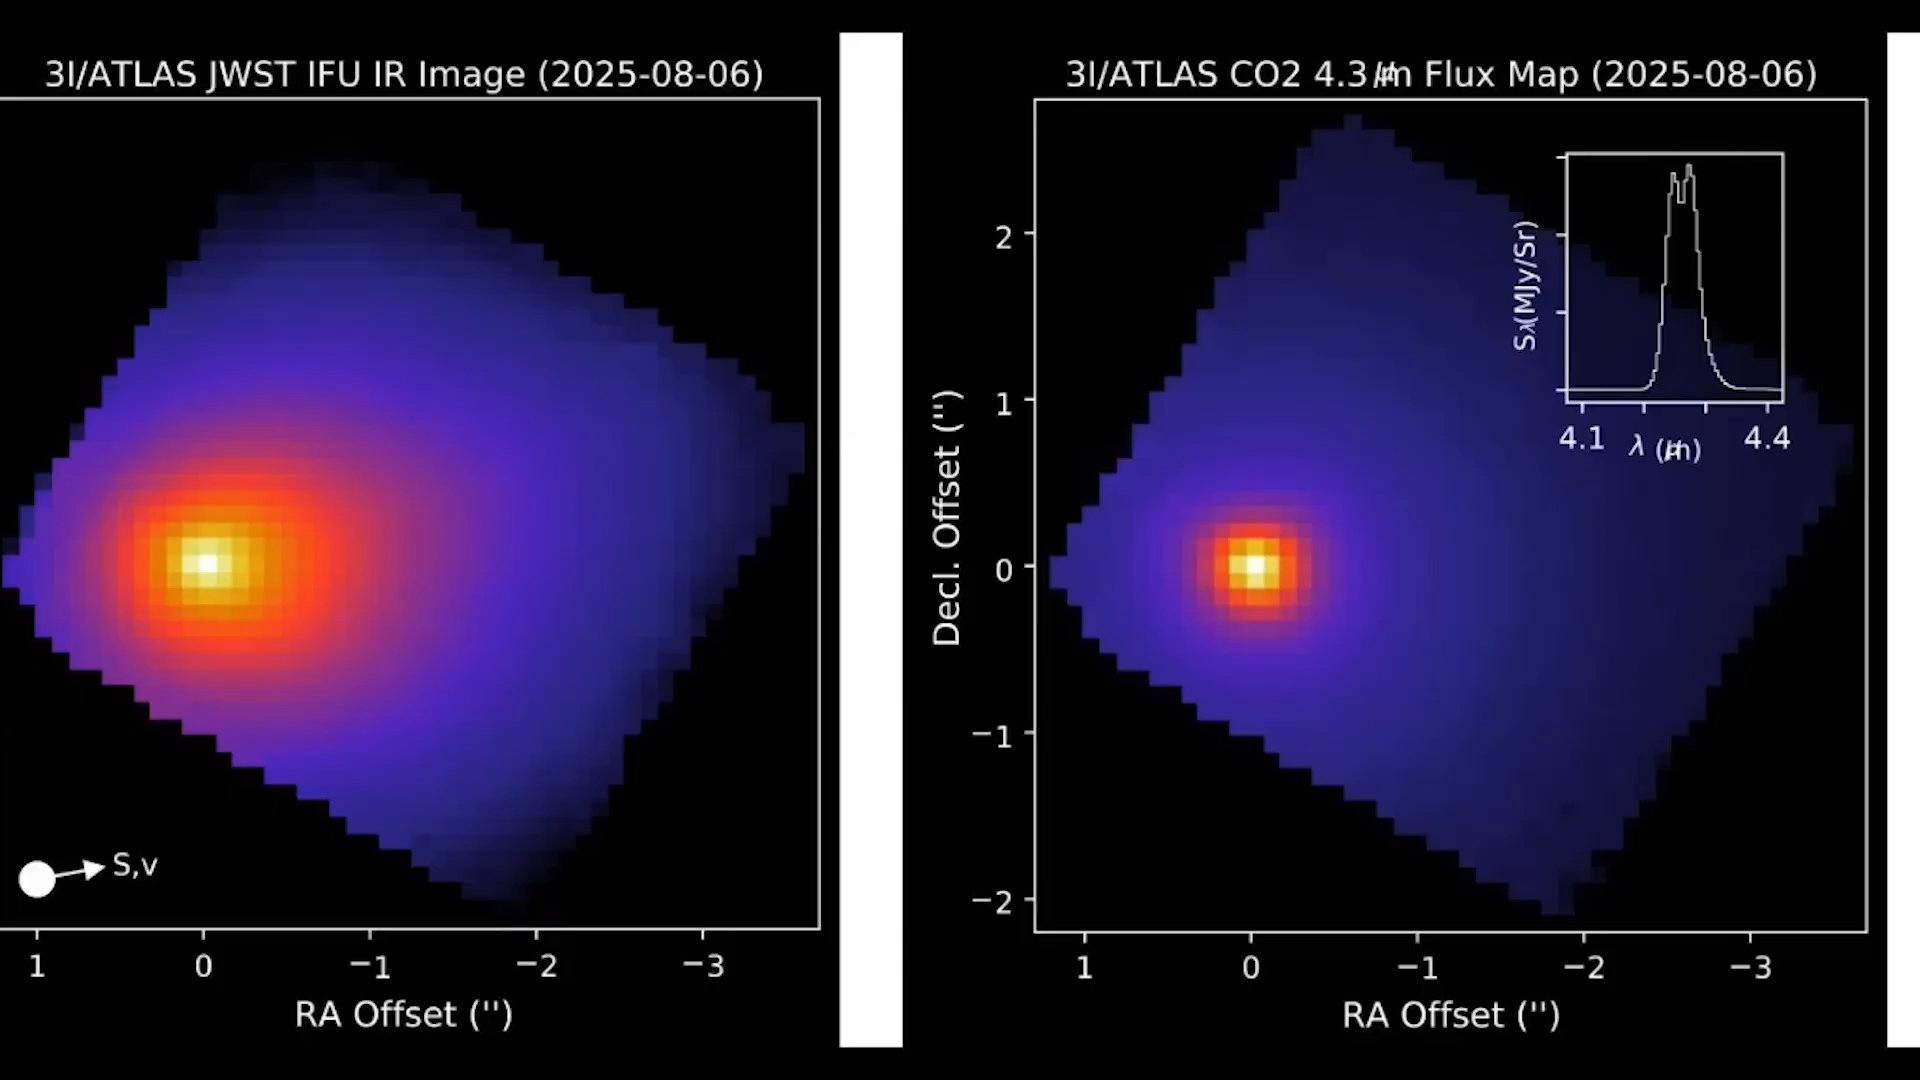 3I/ATLAS JWST IFU IR Image (2025-08-06)
S,v
1 0 −1 −2 −3
RA Offset ('')
3I/ATLAS CO2 4.3 μm Flux Map (2025-08-06)
Decl. Offset ('')
2
1
0
−1
−2
Sλ(MJy/Sr)
4.1 4.4
λ (μm)
1 0 −1 −2 −3
RA Offset ('')